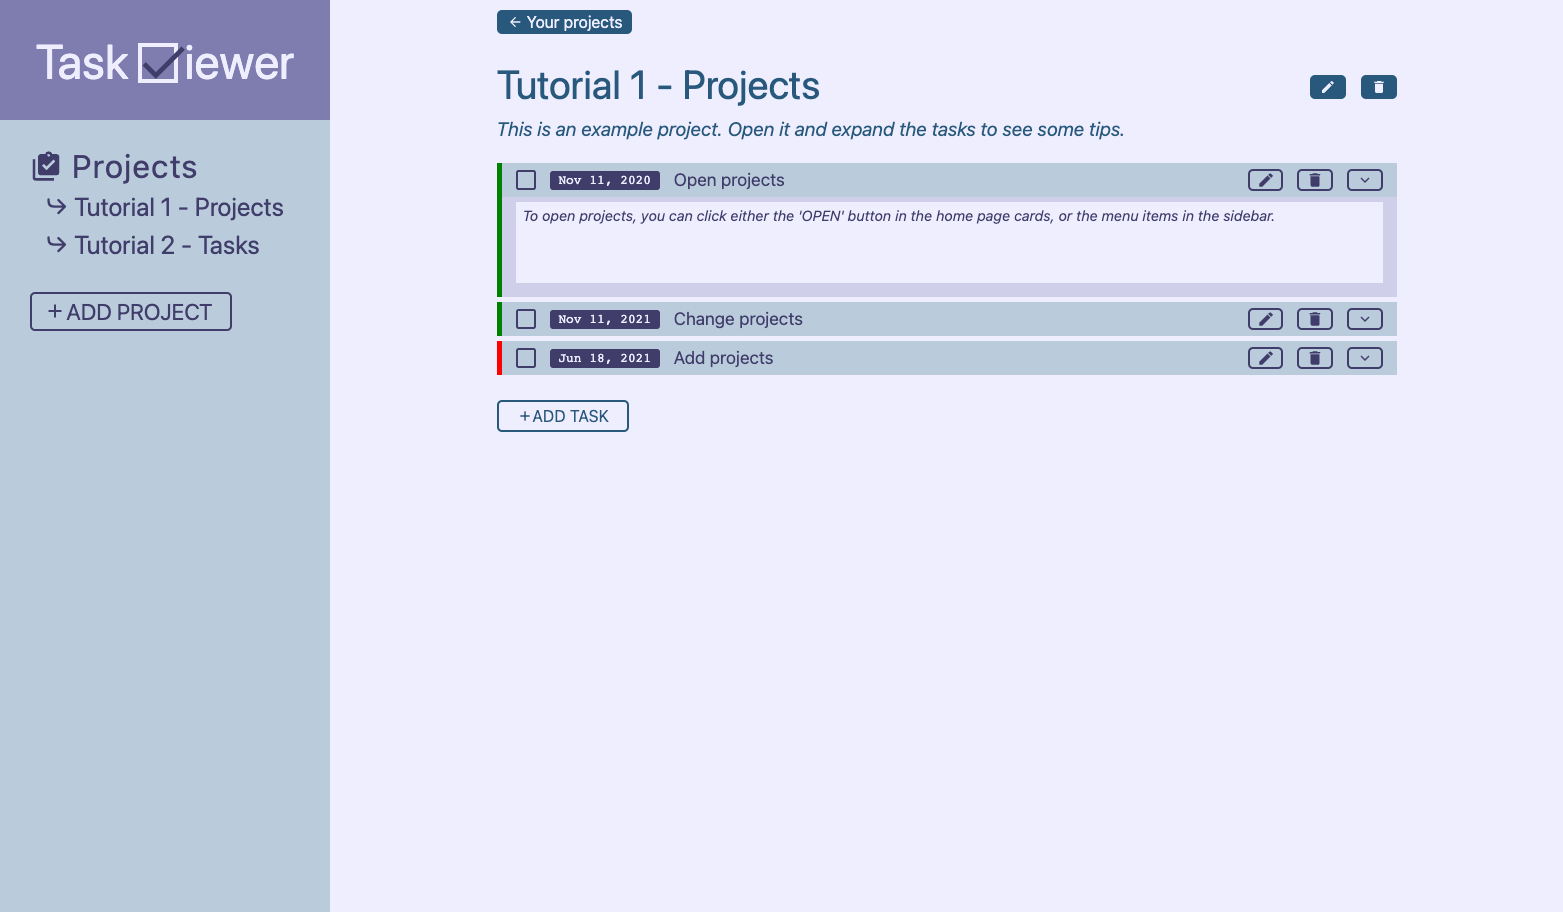 Task iewer
Projects
Tutorial 1 - Projects
Tutorial 2 - Tasks
+ ADD PROJECT
← Your projects
Tutorial 1 - Projects
This is an example project. Open it and expand the tasks to see some tips.
Nov 11, 2020 Open projects
To open projects, you can click either the 'OPEN' button in the home page cards, or the menu items in the sidebar.
Nov 11, 2021 Change projects
Jun 18, 2021 Add projects
+ ADD TASK